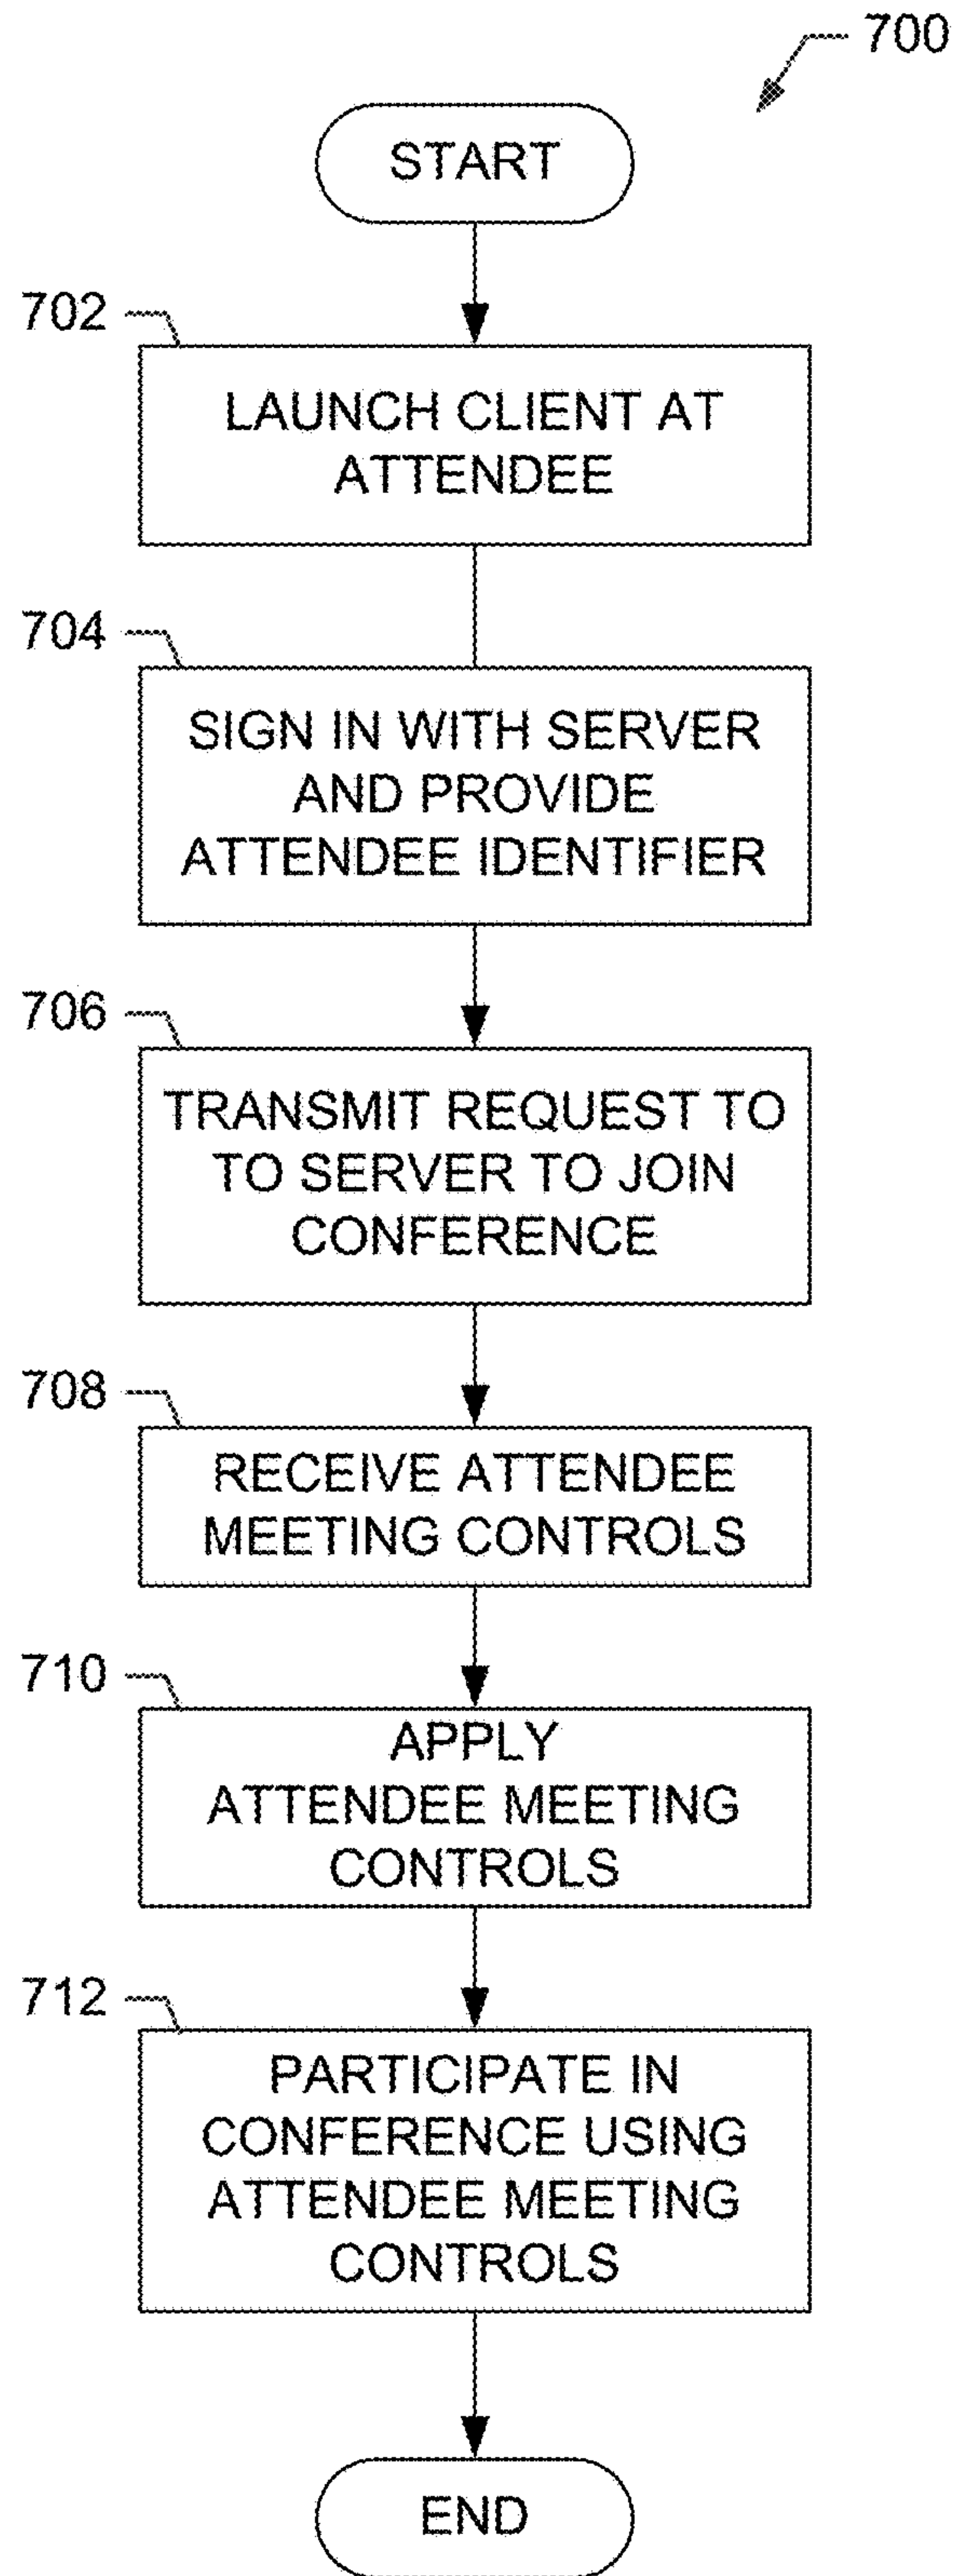 700
START
702
LAUNCH CLIENT AT
ATTENDEE
704
SIGN IN WITH SERVER
AND PROVIDE
ATTENDEE IDENTIFIER
706
TRANSMIT REQUEST TO
TO SERVER TO JOIN
CONFERENCE
708
RECEIVE ATTENDEE
MEETING CONTROLS
710
APPLY
ATTENDEE MEETING
CONTROLS
712
PARTICIPATE IN
CONFERENCE USING
ATTENDEE MEETING
CONTROLS
END